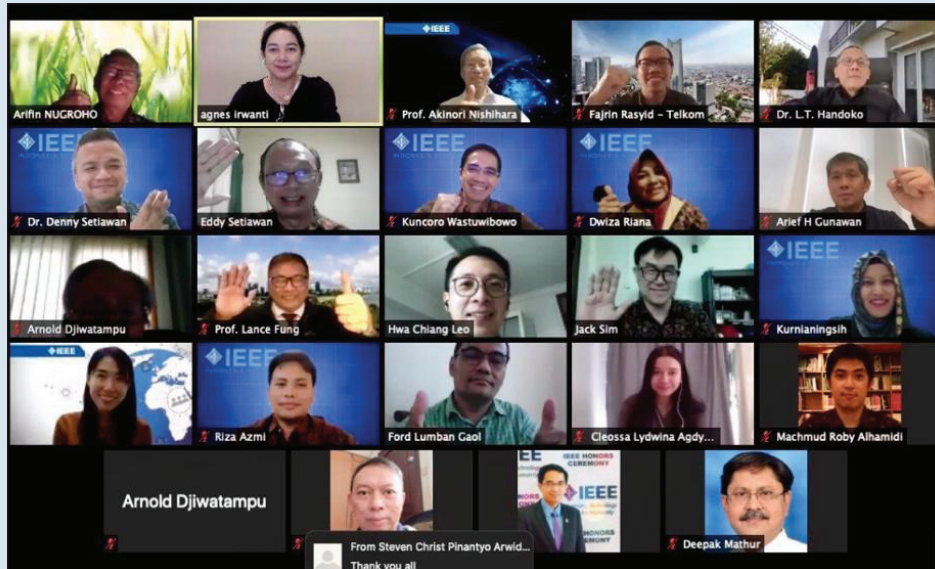 IEEE
Arifin NUGROHO
agnes irwanti
Prof. Akinori Nishihara
Fajrin Rasyid - Telkom
Dr. L.T. Handoko
IEEE
IEEE
IEEE
Dr. Denny Setiawan
Eddy Setiawan
Kuncoro Wastuwibowo
Dwiza Riana
Arief H Gunawan
IEEE
Arnold Djiwatampu
Prof. Lance Fung
Hwa Chiang Leo
Jack Sim
Kurnianingsih
IEEE
IEEE
Riza Azmi
Ford Lumban Gaol
Cleossa Lydwina Agdy...
Machmud Roby Alhamidi
Arnold Djiwatampu
IEEE HONORS
CEREMONY
IEEE
HONORS
CEREMONY
Deepak Mathur
From Steven Christ Pinantyo Arwid...
Thank you all